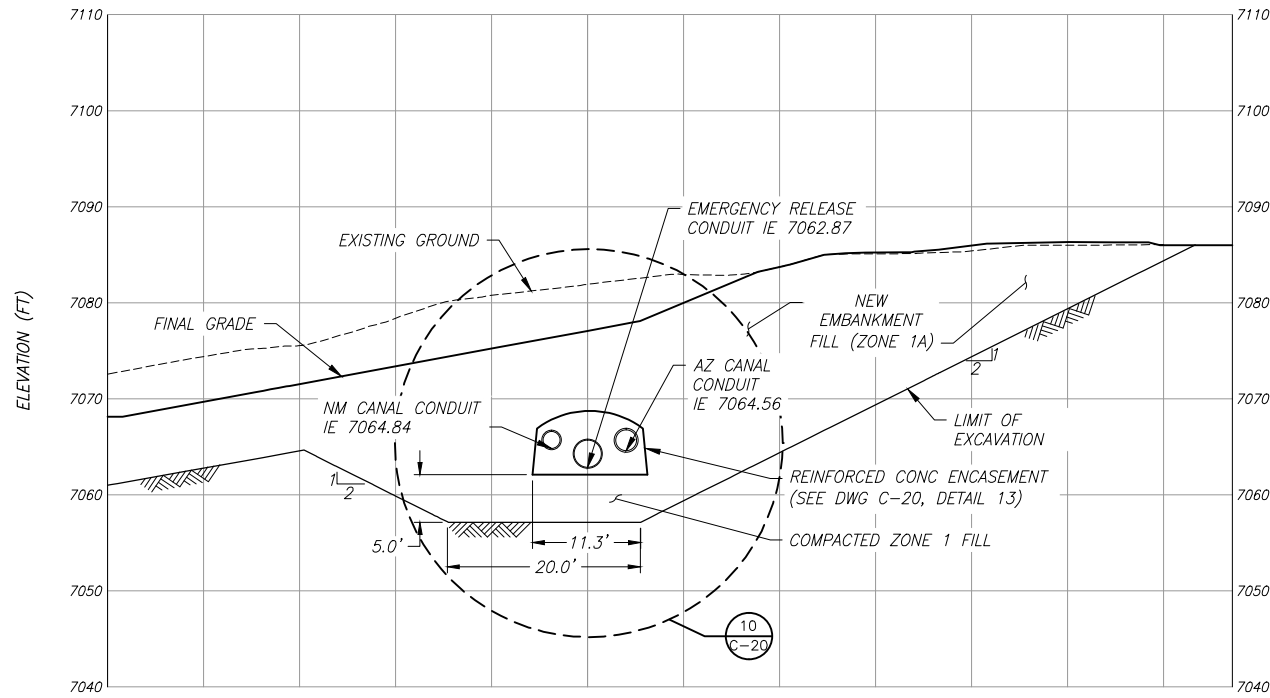 7110
7110
7100
7100
7090
7090
EMERGENCY RELEASE
CONDUIT IE 7062.87
EXISTING GROUND
7080
7080
NEW
EMBANKMENT
FILL (ZONE 1A)
FINAL GRADE
ELEVATION (FT)
1
2
AZ CANAL
CONDUIT
IE 7064.56
7070
7070
NM CANAL CONDUIT
IE 7064.84
LIMIT OF
EXCAVATION
REINFORCED CONC ENCASEMENT
(SEE DWG C-20, DETAIL 13)
1
2
7060
7060
COMPACTED ZONE 1 FILL
5.0'
11.3'
20.0'
7050
7050
10
C-20
7040
7040